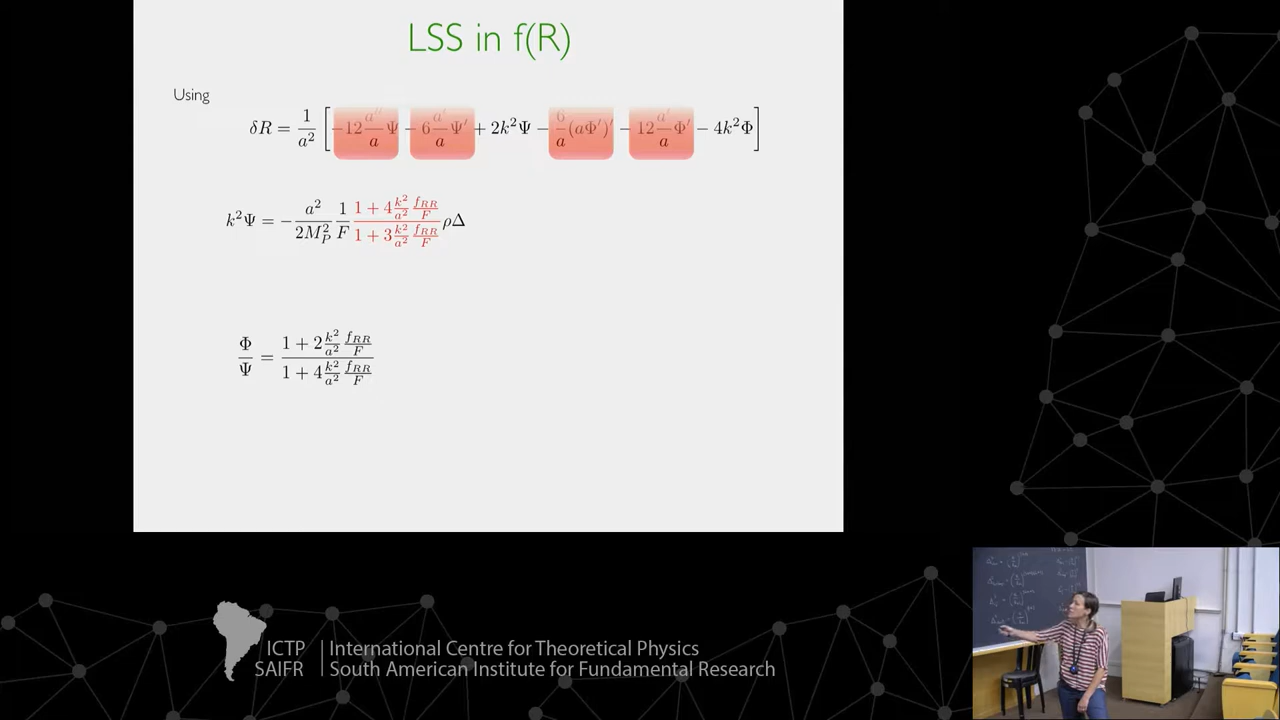 LSS in f(R)
Using
δR = 1/a² [ -12 a''/a Ψ - 6 a'/a Ψ' + 2k²Ψ - 6/a (aΦ')' - 12 a'/a Φ' - 4k²Φ ]
k²Ψ = - a²/2M_P² 1/F (1 + 4 k²/a² f_RR/F)/(1 + 3 k²/a² f_RR/F) ρΔ
Φ/Ψ = (1 + 2 k²/a² f_RR/F)/(1 + 4 k²/a² f_RR/F)
ICTP | International Centre for Theoretical Physics
SAIFR | South American Institute for Fundamental Research